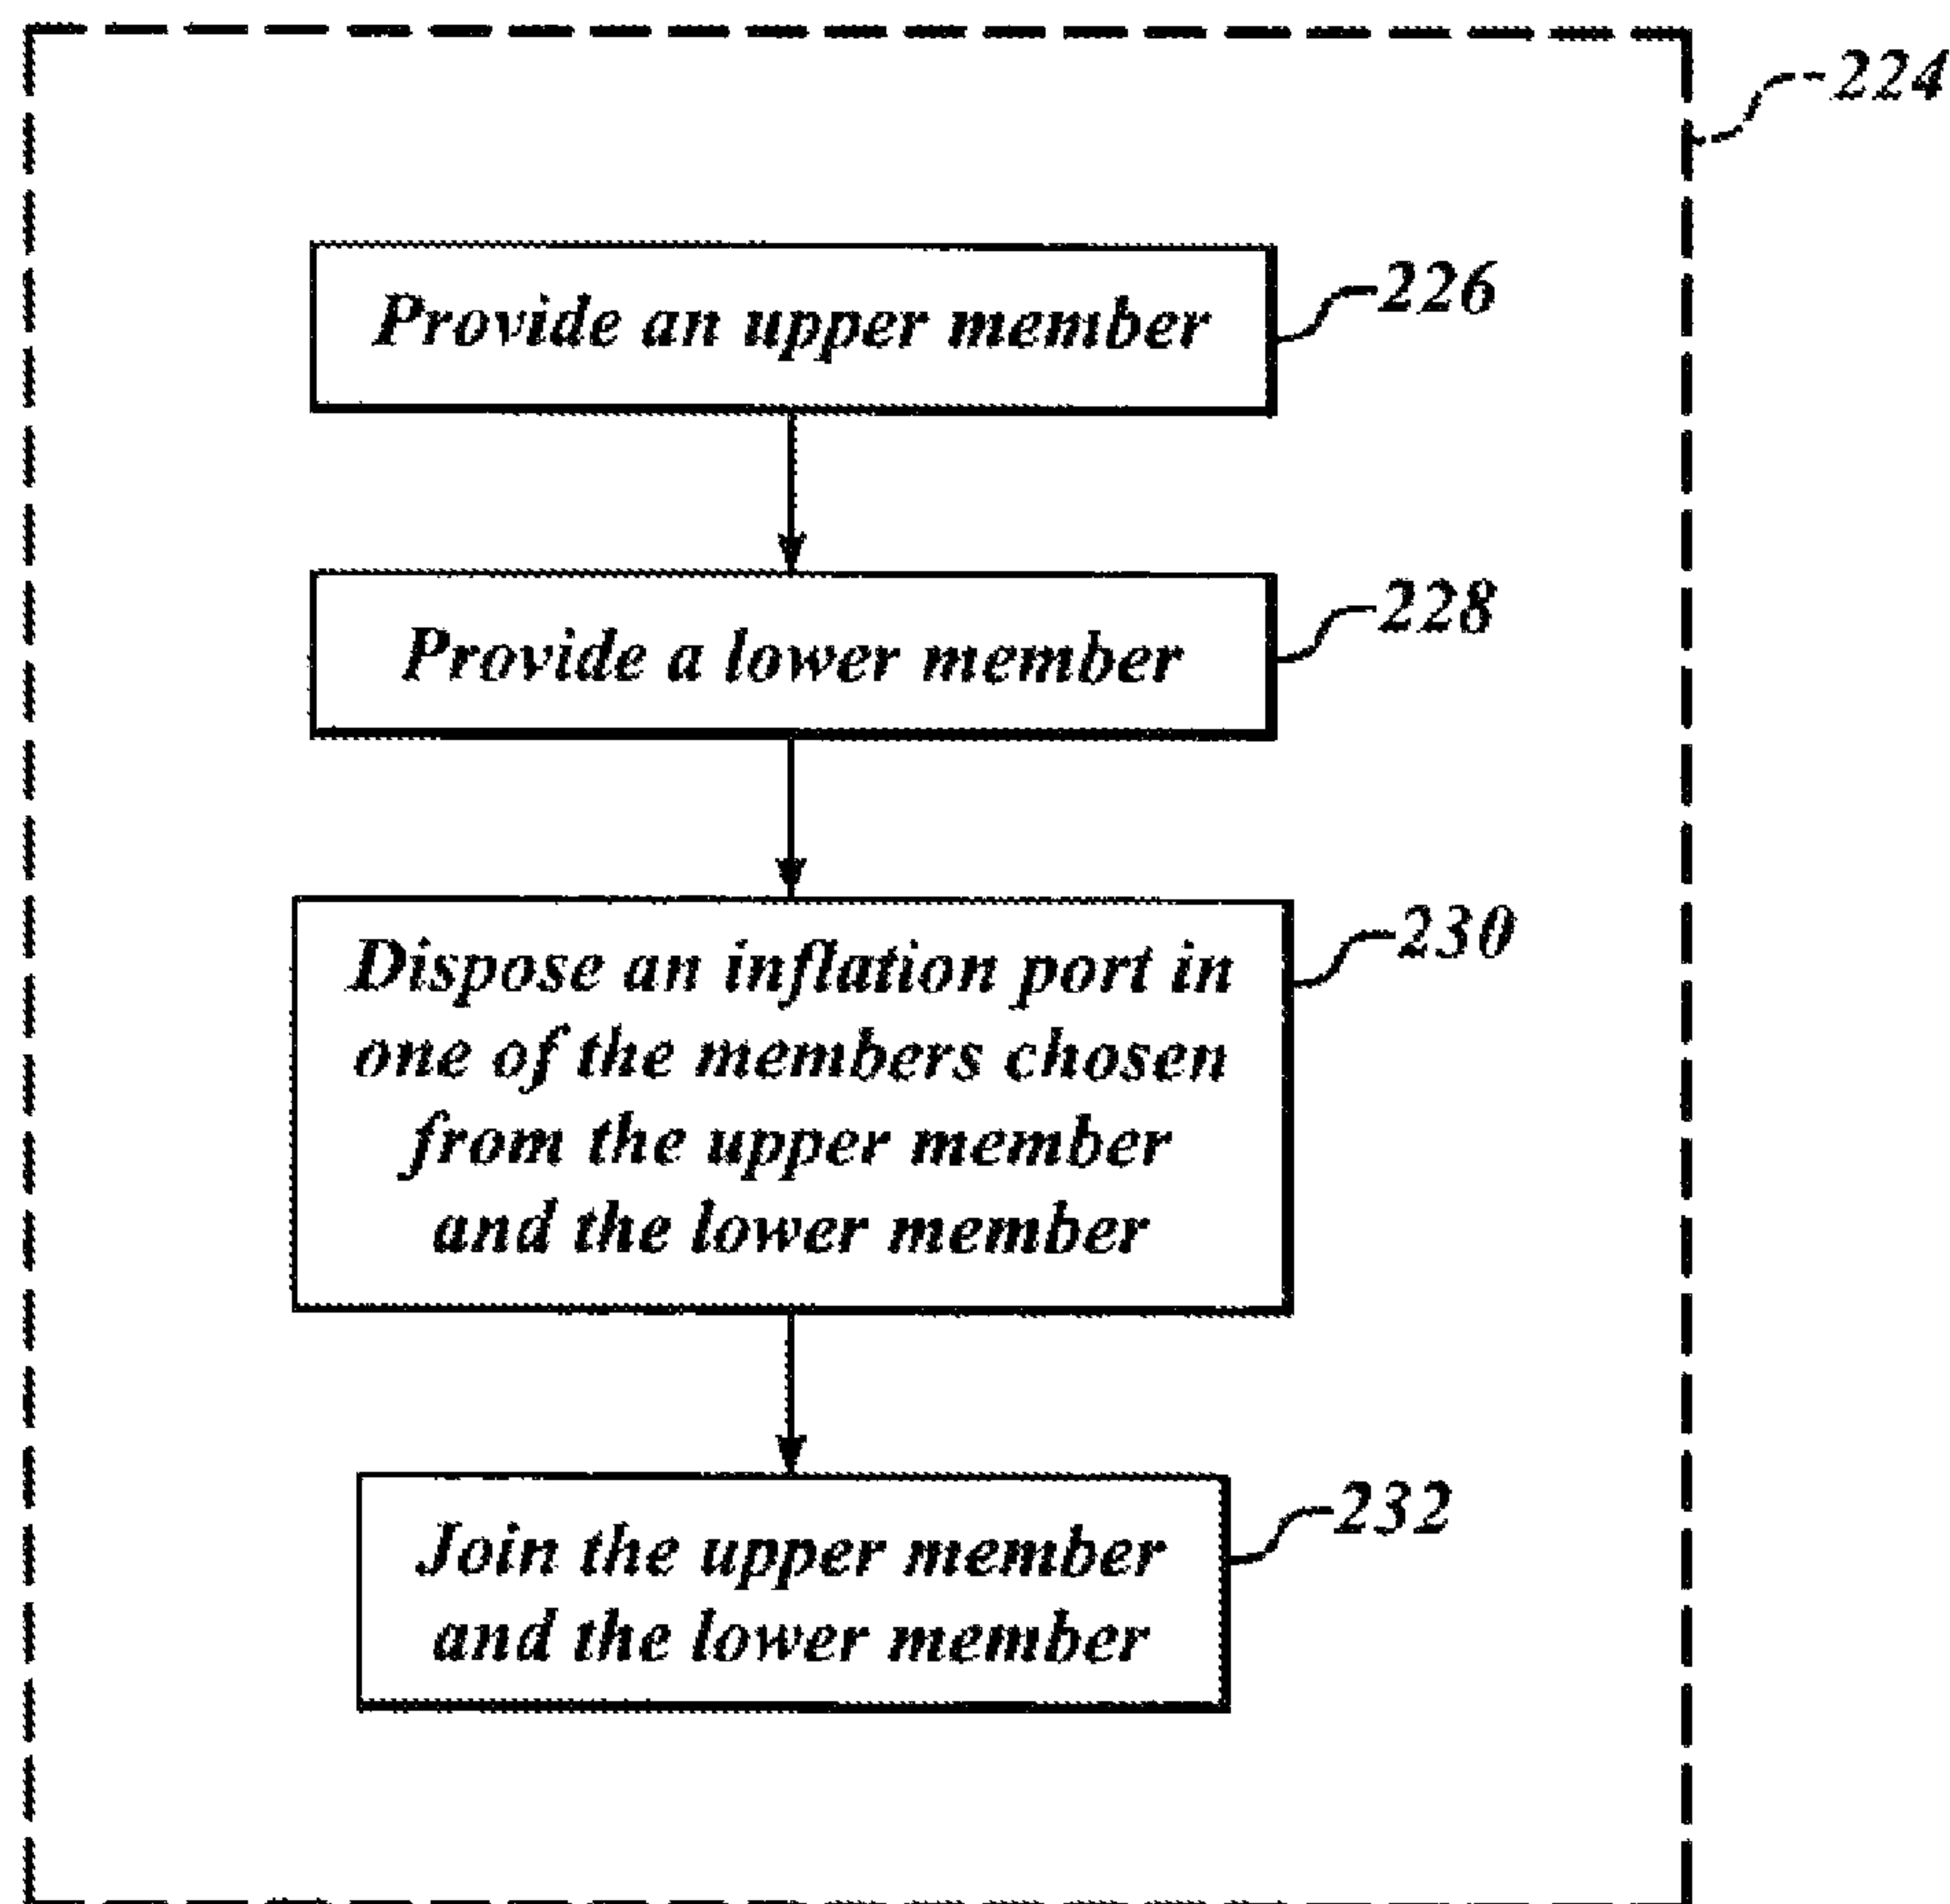 224
Provide an upper member
226
Provide a lower member
228
Dispose an inflation port in
one of the members chosen
from the upper member
and the lower member
230
Join the upper member
and the lower member
232